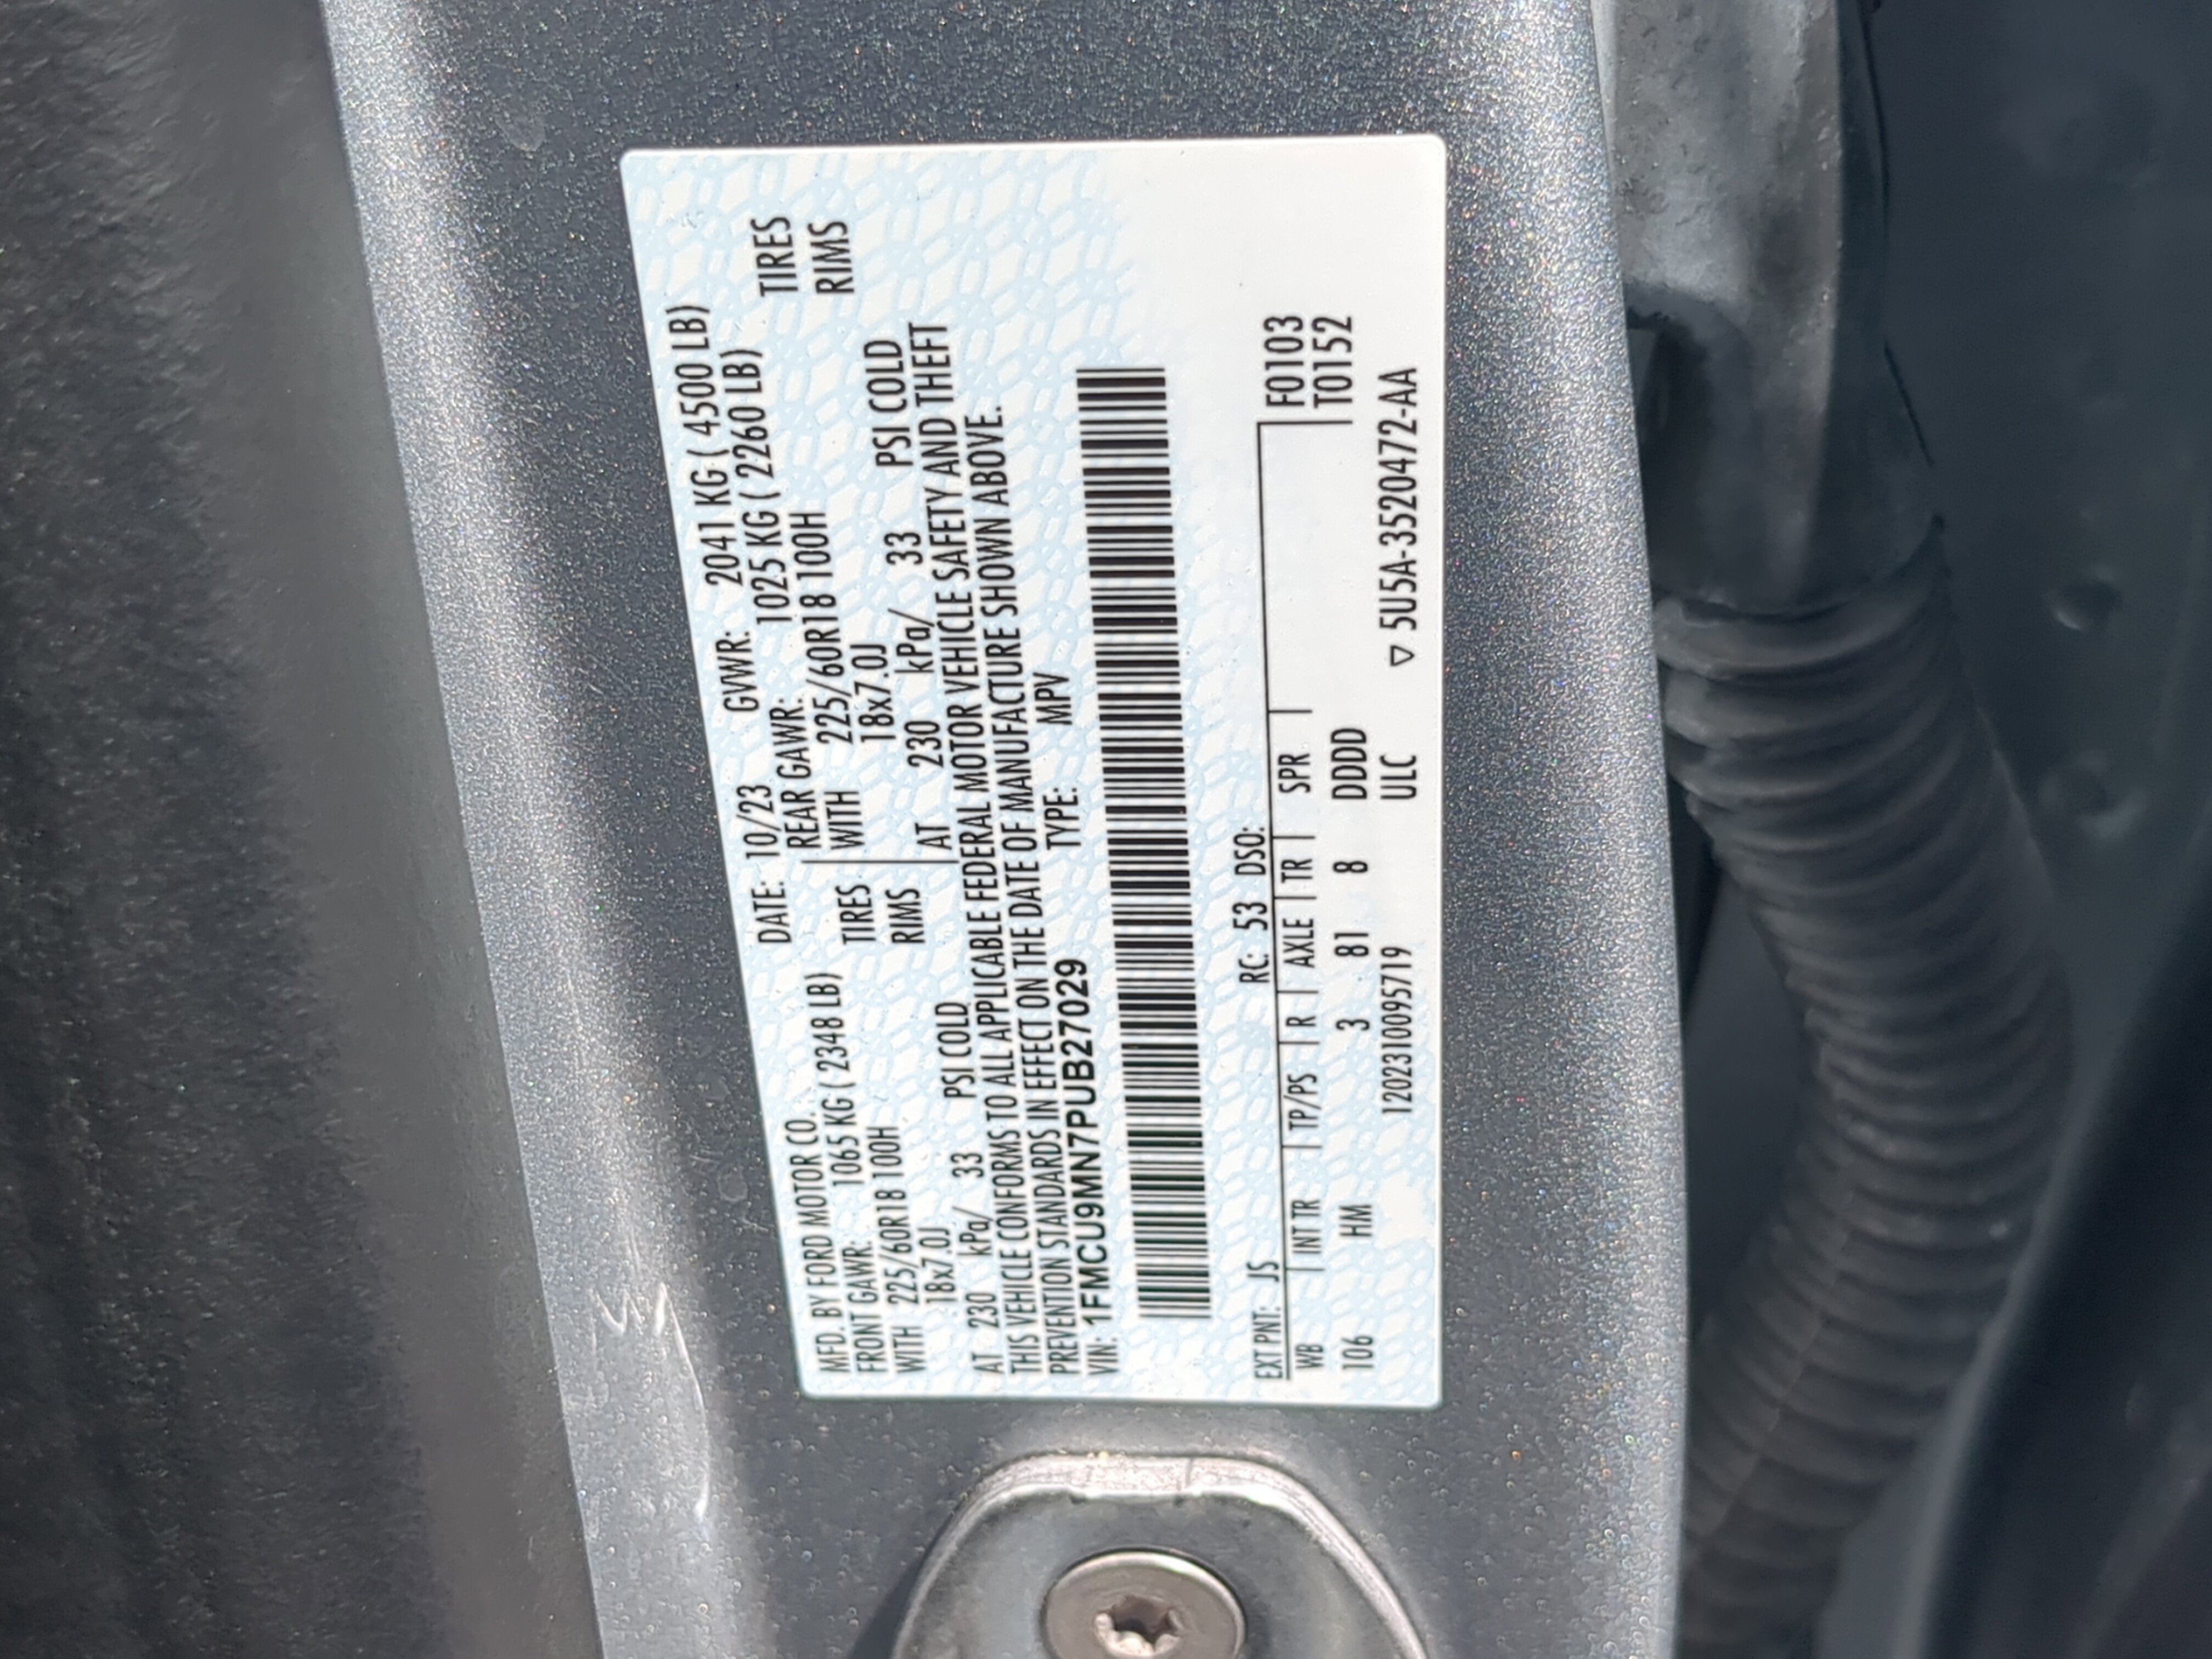 MFD. BY FORD MOTOR CO. DATE: 10/23 GVWR: 2041 KG ( 4500 LB)
FRONT GAWR: 1065 KG ( 2348 LB) REAR GAWR: 1025 KG ( 2260 LB)
WITH 225/60R18 100H TIRES WITH 225/60R18 100H TIRES
18x7.0J RIMS 18x7.0J RIMS
AT 230 kPa/ 33 PSI COLD AT 230 kPa/ 33 PSI COLD
THIS VEHICLE CONFORMS TO ALL APPLICABLE FEDERAL MOTOR VEHICLE SAFETY AND THEFT
PREVENTION STANDARDS IN EFFECT ON THE DATE OF MANUFACTURE SHOWN ABOVE.
VIN: 1FMCU9MN7PUB27029 TYPE: MPV
EXT PNT: JS RC: 53 DSO:
WB INT TR TP/PS R AXLE TR SPR F0103
106 HM 3 81 8 DDDD T0152
1202310095719 ULC ▽ 5U5A-3520472-AA